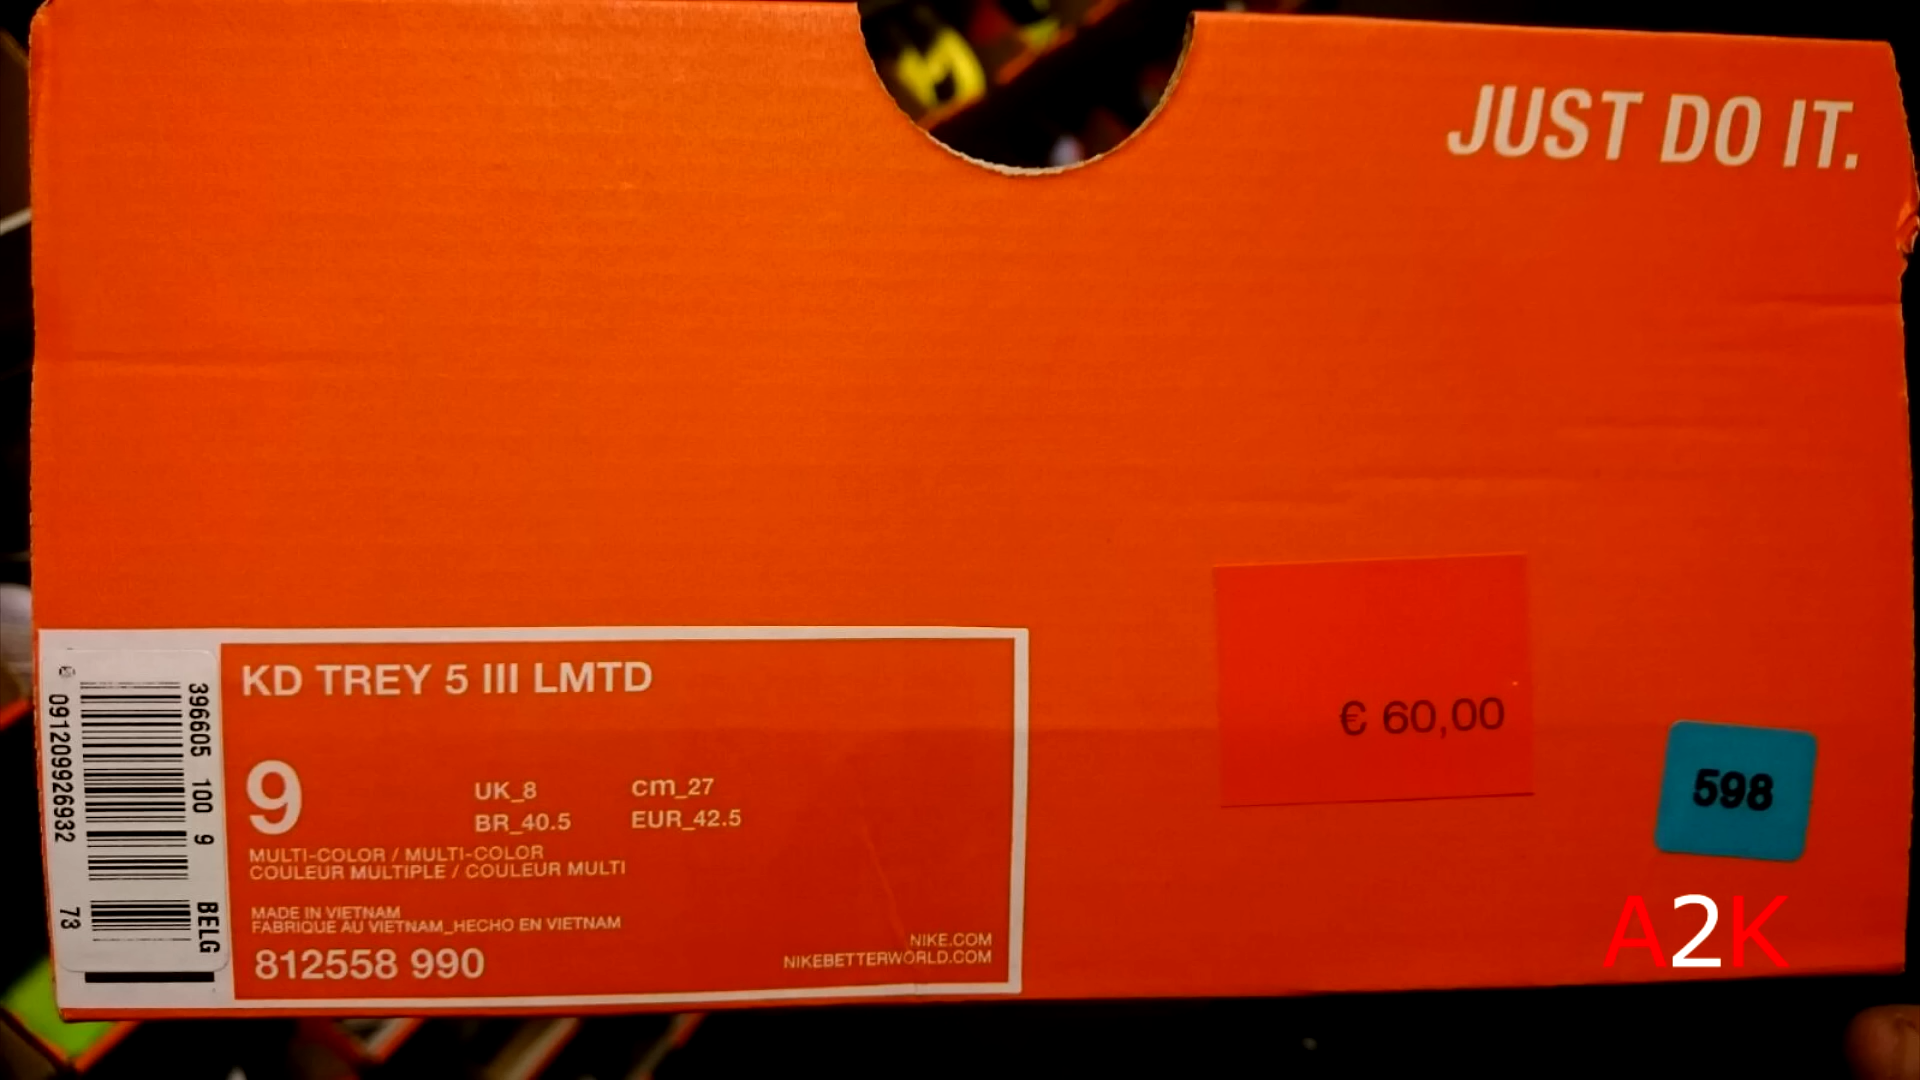 JUST DO IT.
KD TREY 5 III LMTD
9
UK_8
cm_27
BR_40.5
EUR_42.5
MULTI-COLOR / MULTI-COLOR
COULEUR MULTIPLE / COULEUR MULTI
MADE IN VIETNAM
FABRIQUE AU VIETNAM_HECHO EN VIETNAM
812558 990
NIKE.COM
NIKEBETTERWORLD.COM
396605 100 9 BELG
091209926932 73
€ 60,00
598
A2K